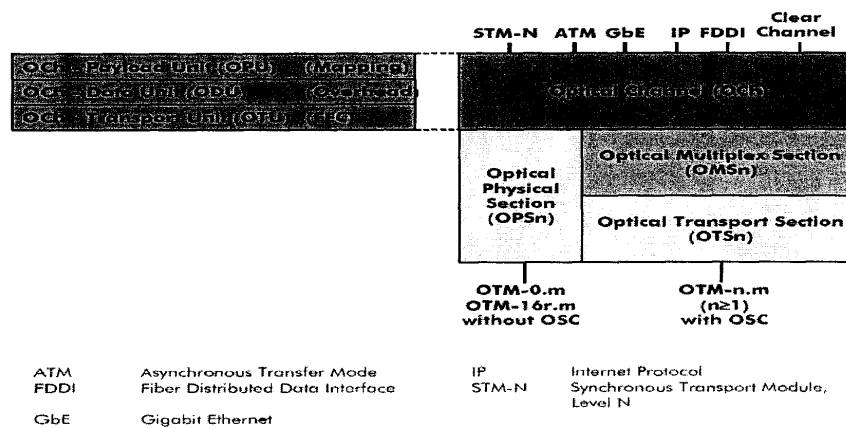 STM-N ATM GbE IP FDDI Clear Channel
OCh - Payload Unit (OPU) (Mapping)
OCh - Data Unit (ODU) (Overhead)
OCh - Transport Unit (OTU) (FEC)
Optical Channel (OCh)
Optical Physical Section (OPSn)
Optical Multiplex Section (OMSn)
Optical Transport Section (OTSn)
OTM-0.m
OTM-16r.m
without OSC
OTM-n.m
(n≥1)
with OSC
ATM Asynchronous Transfer Mode
FDDI Fiber Distributed Data Interface
GbE Gigabit Ethernet
IP Internet Protocol
STM-N Synchronous Transport Module,
Level N